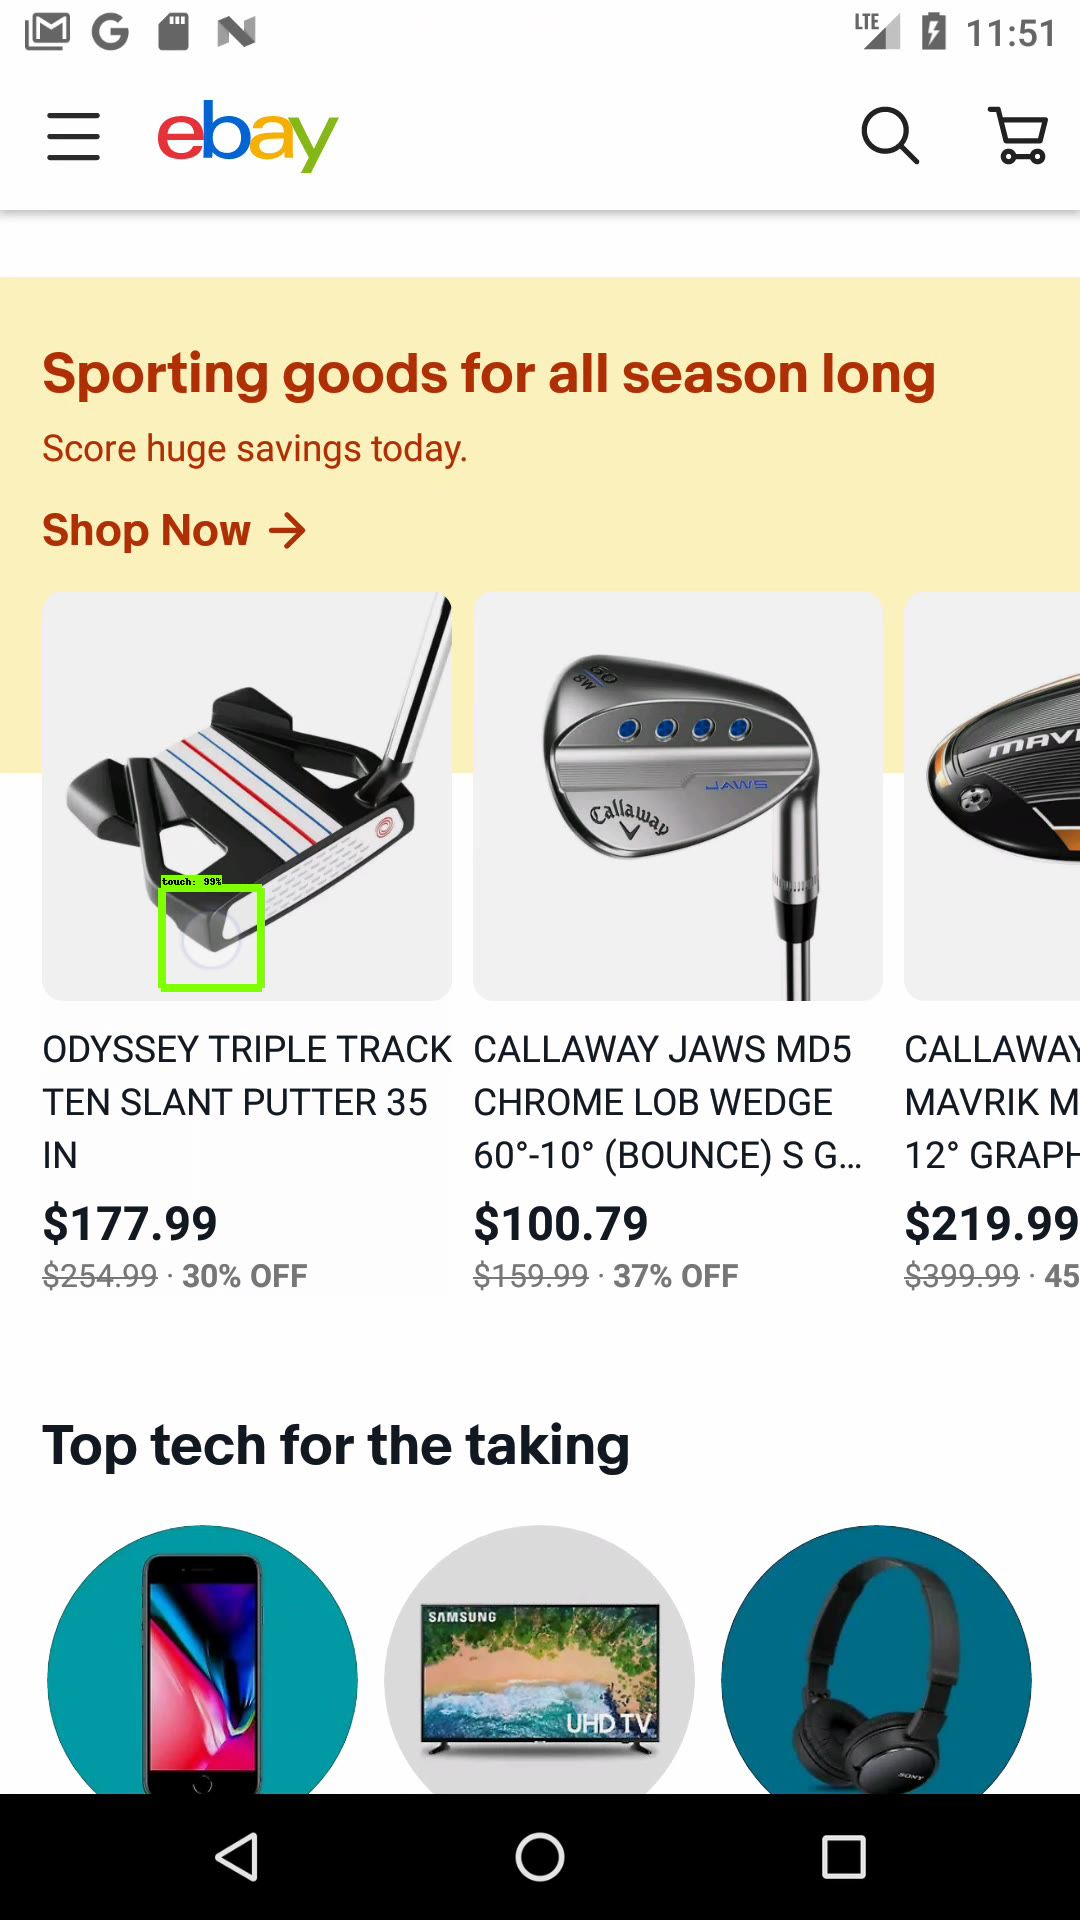 LTE 11:51
ebay
Sporting goods for all season long
Score huge savings today.
Shop Now
60
8W
JAWS
Callaway
MAV
touch: 99%
ODYSSEY TRIPLE TRACK
TEN SLANT PUTTER 35
IN
$177.99
$254.99 · 30% OFF
CALLAWAY JAWS MD5
CHROME LOB WEDGE
60°-10° (BOUNCE) S G...
$100.79
$159.99 · 37% OFF
CALLAWAY
MAVRIK M
12° GRAPH
$219.99
$399.99 · 45
Top tech for the taking
SAMSUNG
UHD TV
SONY